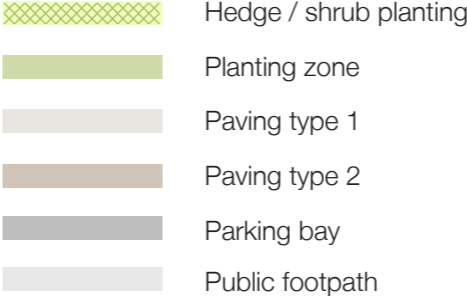 Hedge / shrub planting
Planting zone
Paving type 1
Paving type 2
Parking bay
Public footpath